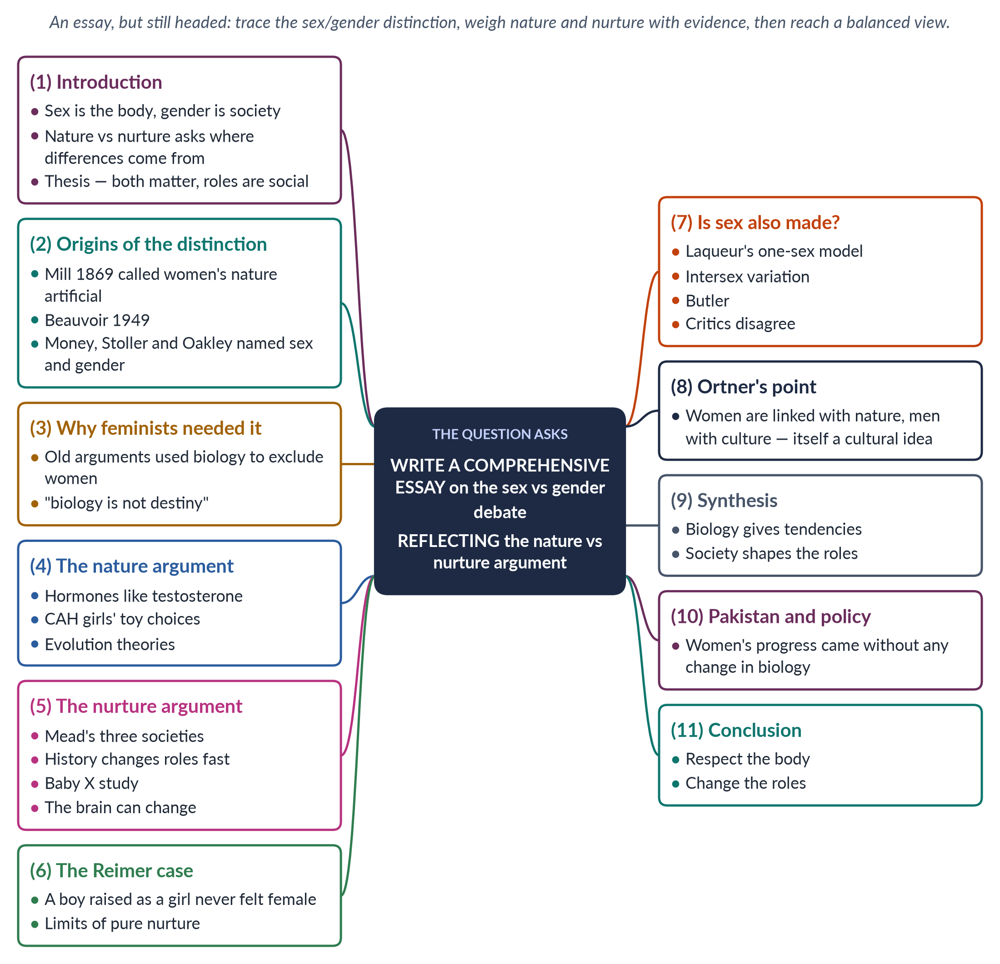 An essay, but still headed: trace the sex/gender distinction, weigh nature and nurture with evidence, then reach a balanced view.
(1) Introduction
Sex is the body, gender is society
Nature vs nurture asks where
differences come from
Thesis — both matter, roles are social
(2) Origins of the distinction
Mill 1869 called women's nature
artificial
Beauvoir 1949
Money, Stoller and Oakley named sex
and gender
(3) Why feminists needed it
Old arguments used biology to exclude
women
"biology is not destiny"
(4) The nature argument
Hormones like testosterone
CAH girls' toy choices
Evolution theories
(5) The nurture argument
Mead's three societies
History changes roles fast
Baby X study
The brain can change
(6) The Reimer case
A boy raised as a girl never felt female
Limits of pure nurture
THE QUESTION ASKS
WRITE A COMPREHENSIVE
ESSAY on the sex vs gender
debate
REFLECTING the nature vs
nurture argument
(7) Is sex also made?
Laqueur's one-sex model
Intersex variation
Butler
Critics disagree
(8) Ortner's point
Women are linked with nature, men
with culture — itself a cultural idea
(9) Synthesis
Biology gives tendencies
Society shapes the roles
(10) Pakistan and policy
Women's progress came without any
change in biology
(11) Conclusion
Respect the body
Change the roles